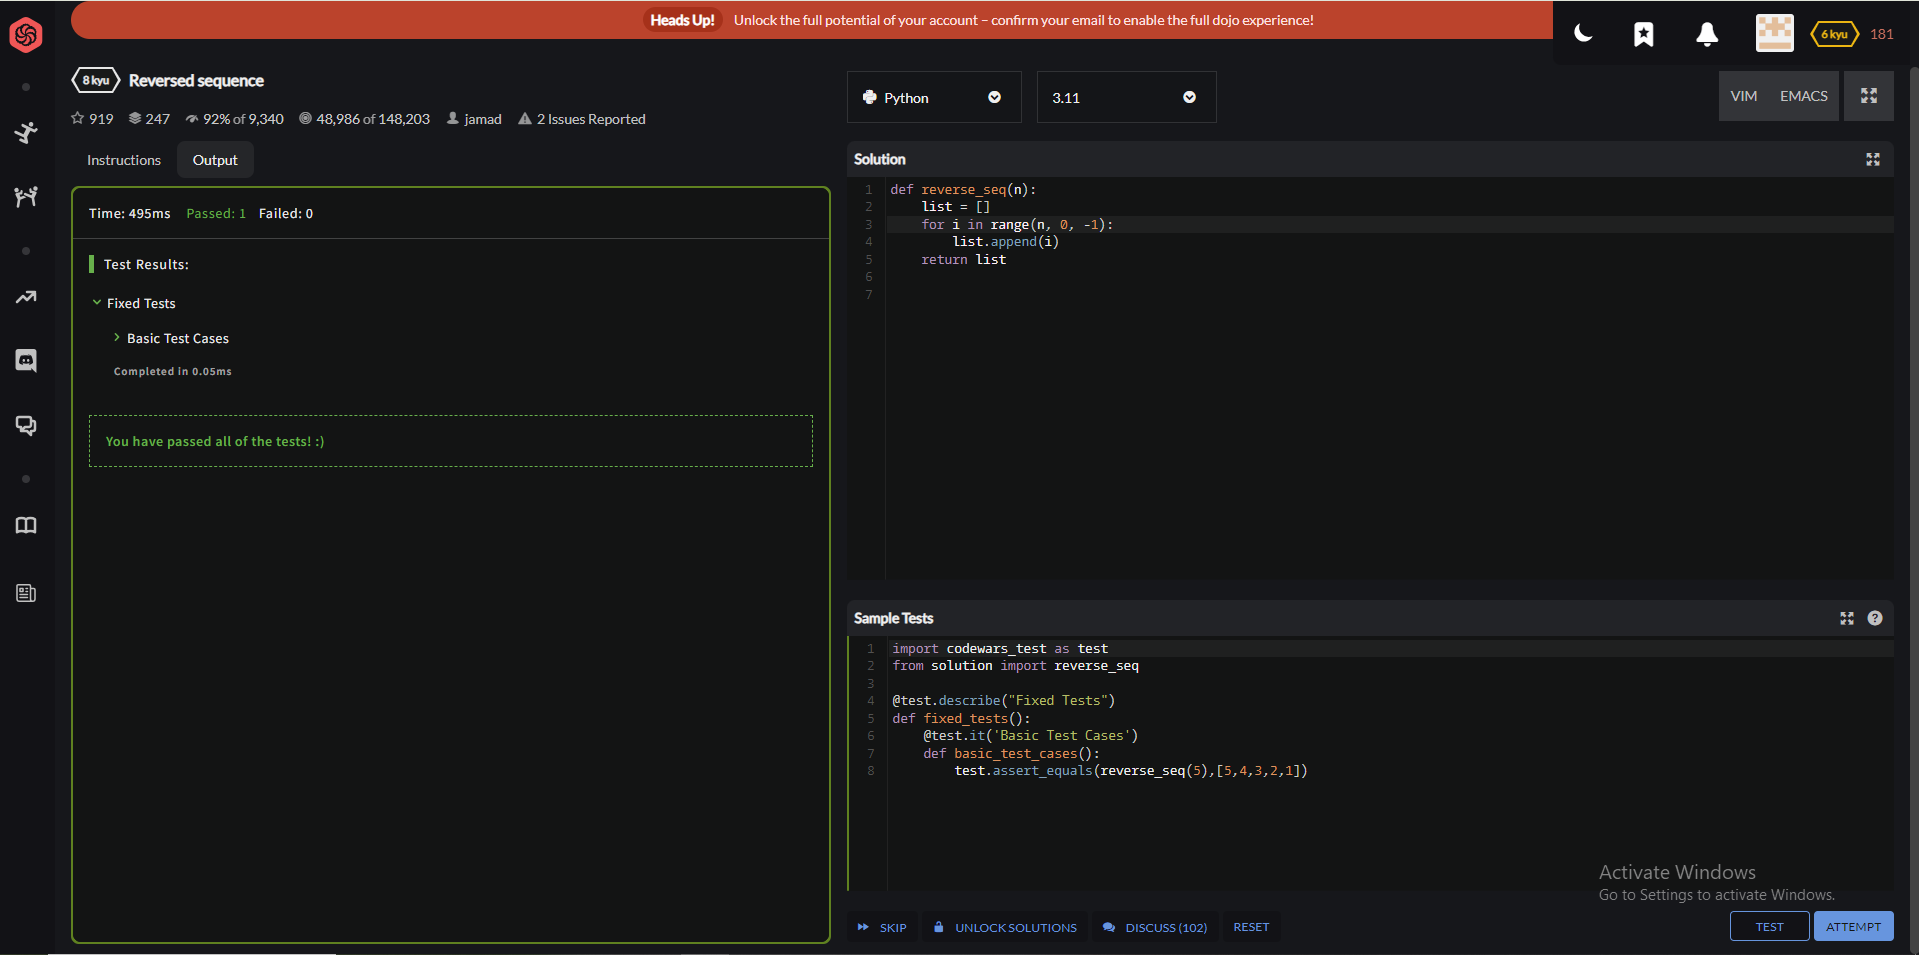 Heads Up! Unlock the full potential of your account – confirm your email to enable the full dojo experience!
6 kyu 181
8 kyu Reversed sequence
919 247 92% of 9,340 48,986 of 148,203 jamad 2 Issues Reported
Instructions Output
Time: 495ms Passed: 1 Failed: 0
Test Results:
Fixed Tests
Basic Test Cases
Completed in 0.05ms
You have passed all of the tests! :)
Python 3.11 VIM EMACS
Solution
1 def reverse_seq(n):
2 list = []
3 for i in range(n, 0, -1):
4 list.append(i)
5 return list
6
7
Sample Tests
1 import codewars_test as test
2 from solution import reverse_seq
3
4 @test.describe("Fixed Tests")
5 def fixed_tests():
6 @test.it('Basic Test Cases')
7 def basic_test_cases():
8 test.assert_equals(reverse_seq(5),[5,4,3,2,1])
Activate Windows
Go to Settings to activate Windows.
SKIP UNLOCK SOLUTIONS DISCUSS (102) RESET TEST ATTEMPT